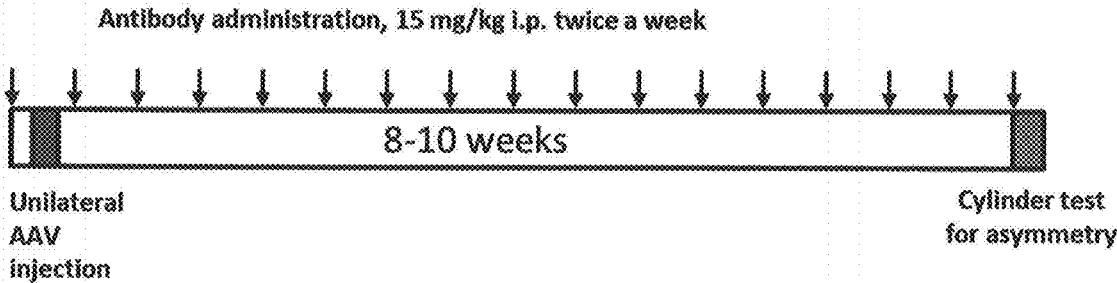 Antibody administration, 15 mg/kg i.p. twice a week
8-10 weeks
Unilateral
AAV
injection
Cylinder test
for asymmetry